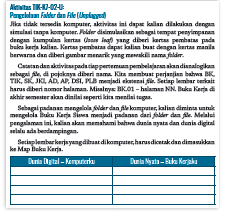 Aktivitas TIK-K7-02-U:
Pengelolaan Folder dan File (Unplugged)
Jika tidak tersedia komputer, aktivitas ini dapat kalian dilakukan dengan
simulasi tanpa komputer. Folder disimulasikan sebagai tempat penyimpanan
dengan kumpulan kertas (loose leaf) yang diberi kertas pembatas pada
buku kerja kalian. Kertas pembatas dapat kalian buat dengan kertas manila
berwarna dan diberi gambar menarik yang mewakili nama folder.
Catatan dan aktivitas pada tiap pertemuan pembelajaran akan disimulasikan
sebagai file, di pojoknya diberi nama. Kita membuat perjanjian bahwa BK,
TIK, SK, JKI, AD, AP, DSI, PLB menjadi ekstensi file. Setiap lembar terkait
harus diberi nomor halaman. Misalnya: BK.01 – halaman NN. Buku Kerja di
akhir semester akan dinilai seperti kita menilai tugas.
Sebagai padanan mengelola folder dan file komputer, kalian diminta untuk
mengelola Buku Kerja Siswa menjadi padanan dari folder dan file. Melalui
pengalaman ini, kalian akan memahami bahwa dunia nyata dan dunia digital
selalu ada berdampingan.
Setiap lembar kerja yang dibuat di komputer, harus dicetak dan dimasukkan
ke Map Buku Kerja.
Dunia Digital – Komputerku Dunia Nyata – Buku Kerjaku